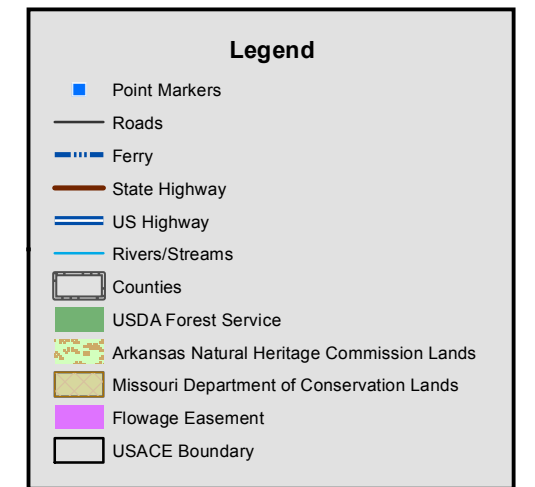 Legend
Point Markers
Roads
Ferry
State Highway
US Highway
Rivers/Streams
Counties
USDA Forest Service
Arkansas Natural Heritage Commission Lands
Missouri Department of Conservation Lands
Flowage Easement
USACE Boundary